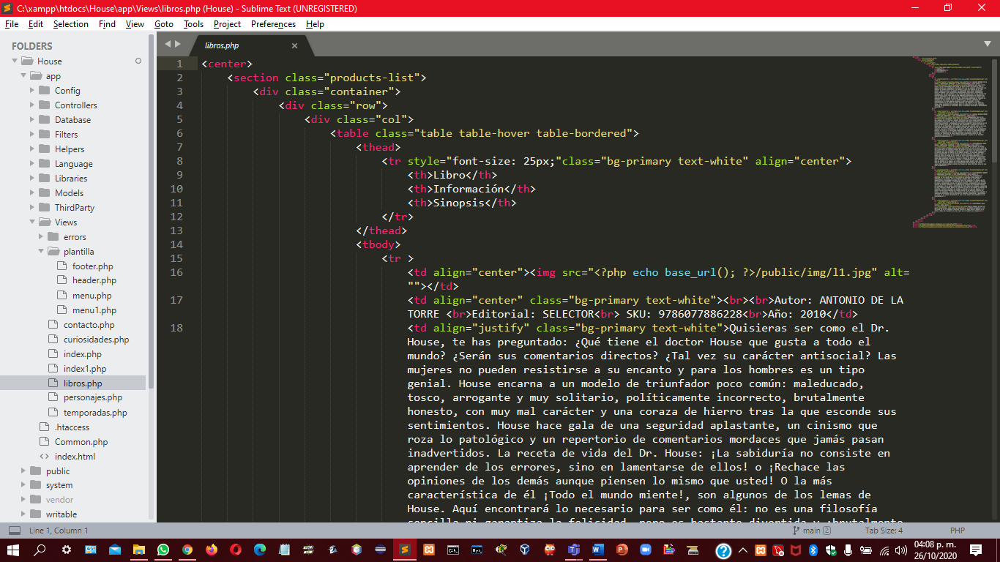 C:\xampp\htdocs\House\app\Views\libros.php (House) - Sublime Text (UNREGISTERED)
File Edit Selection Find View Goto Tools Project Preferences Help
FOLDERS
House
app
Config
Controllers
Database
Filters
Helpers
Language
Libraries
Models
ThirdParty
Views
errors
plantilla
footer.php
header.php
menu.php
menu1.php
contacto.php
curiosidades.php
index.php
index1.php
libros.php
personajes.php
temporadas.php
.htaccess
Common.php
index.html
public
system
vendor
writable
libros.php
1 <center>
2 <section class="products-list">
3 <div class="container">
4 <div class="row">
5 <div class="col">
6 <table class="table table-hover table-bordered">
7 <thead>
8 <tr style="font-size: 25px;"class="bg-primary text-white" align="center">
9 <th>Libro</th>
10 <th>Información</th>
11 <th>Sinopsis</th>
12 </tr>
13 </thead>
14 <tbody>
15 <tr >
16 <td align="center"><img src="<?php echo base_url(); ?>/public/img/l1.jpg" alt=
""></td>
17 <td align="center" class="bg-primary text-white"><br><br>Autor: ANTONIO DE LA
TORRE <br>Editorial: SELECTOR<br> SKU: 9786077886228<br>Año: 2010</td>
18 <td align="justify" class="bg-primary text-white">Quisieras ser como el Dr.
House, te has preguntado: ¿Qué tiene el doctor House que gusta a todo el
mundo? ¿Serán sus comentarios directos? ¿Tal vez su carácter antisocial? Las
mujeres no pueden resistirse a su encanto y para los hombres es un tipo
genial. House encarna a un modelo de triunfador poco común: maleducado,
tosco, arrogante y muy solitario, políticamente incorrecto, brutalmente
honesto, con muy mal carácter y una coraza de hierro tras la que esconde sus
sentimientos. House hace gala de una seguridad aplastante, un cinismo que
roza lo patológico y un repertorio de comentarios mordaces que jamás pasan
inadvertidos. La receta de vida del Dr. House: ¡La sabiduría no consiste en
aprender de los errores, sino en lamentarse de ellos! o ¡Rechace las
opiniones de los demás aunque piensen lo mismo que usted! O la más
característica de él ¡Todo el mundo miente!, son algunos de los lemas de
House. Aquí encontrará lo necesario para ser como él: no es una filosofía
sencilla ni garantiza la felicidad, pero es bastante divertida y ¡brutalmente
Line 1, Column 1
main 2
Tab Size: 4
PHP
04:08 p. m.
26/10/2020